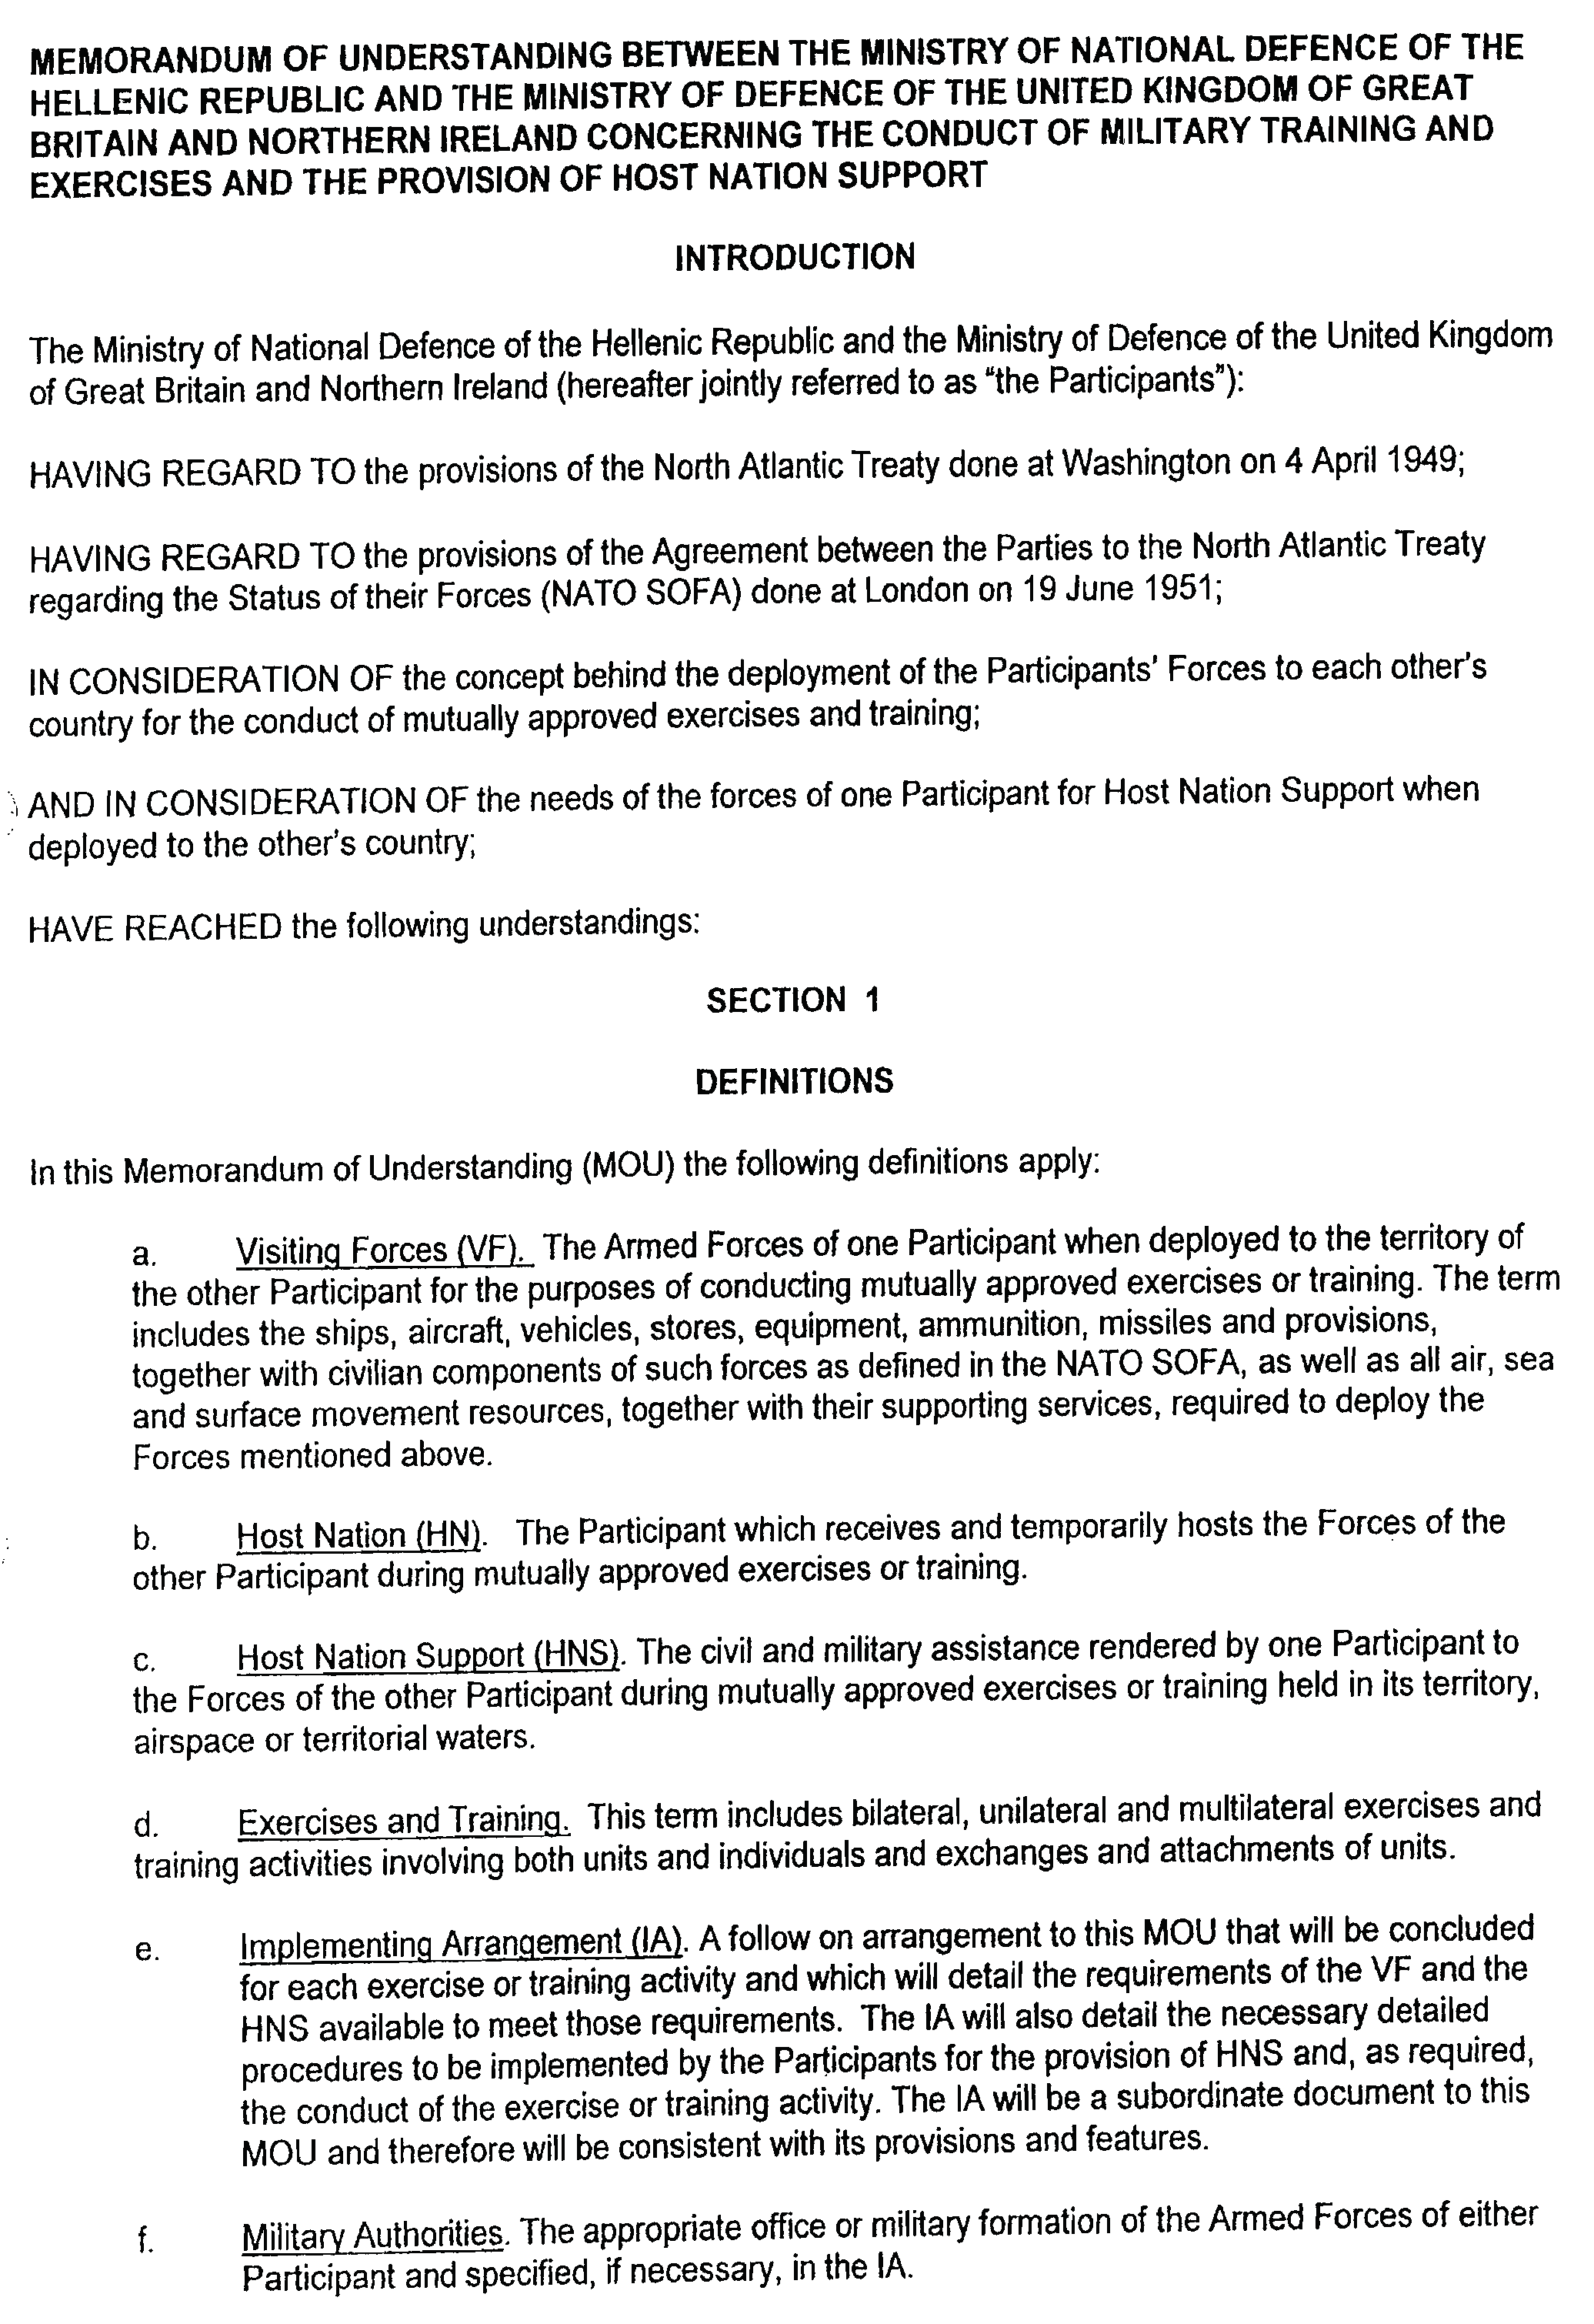 MEMORANDUM OF UNDERSTANDING BETWEEN THE MINISTRY OF NATIONAL DEFENCE OF THE
HELLENIC REPUBLIC AND THE MINISTRY OF DEFENCE OF THE UNITED KINGDOM OF GREAT
BRITAIN AND NORTHERN IRELAND CONCERNING THE CONDUCT OF MILITARY TRAINING AND
EXERCISES AND THE PROVISION OF HOST NATION SUPPORT
INTRODUCTION
The Ministry of National Defence of the Hellenic Republic and the Ministry of Defence of the United Kingdom
of Great Britain and Northern Ireland (hereafter jointly referred to as “the Participants”):
HAVING REGARD TO the provisions of the North Atlantic Treaty done at Washington on 4 April 1949;
HAVING REGARD TO the provisions of the Agreement between the Parties to the North Atlantic Treaty
regarding the Status of their Forces (NATO SOFA) done at London on 19 June 1951;
IN CONSIDERATION OF the concept behind the deployment of the Participants' Forces to each other's
country for the conduct of mutually approved exercises and training;
AND IN CONSIDERATION OF the needs of the forces of one Participant for Host Nation Support when
deployed to the other's country;
HAVE REACHED the following understandings:
SECTION 1
DEFINITIONS
In this Memorandum of Understanding (MOU) the following definitions apply:
a. Visiting Forces (VF). The Armed Forces of one Participant when deployed to the territory of
the other Participant for the purposes of conducting mutually approved exercises or training. The term
includes the ships, aircraft, vehicles, stores, equipment, ammunition, missiles and provisions,
together with civilian components of such forces as defined in the NATO SOFA, as well as all air, sea
and surface movement resources, together with their supporting services, required to deploy the
Forces mentioned above.
b. Host Nation (HN). The Participant which receives and temporarily hosts the Forces of the
other Participant during mutually approved exercises or training.
c. Host Nation Support (HNS). The civil and military assistance rendered by one Participant to
the Forces of the other Participant during mutually approved exercises or training held in its territory,
airspace or territorial waters.
d. Exercises and Training. This term includes bilateral, unilateral and multilateral exercises and
training activities involving both units and individuals and exchanges and attachments of units.
e. Implementing Arrangement (IA). A follow on arrangement to this MOU that will be concluded
for each exercise or training activity and which will detail the requirements of the VF and the
HNS available to meet those requirements. The IA will also detail the necessary detailed
procedures to be implemented by the Participants for the provision of HNS and, as required,
the conduct of the exercise or training activity. The IA will be a subordinate document to this
MOU and therefore will be consistent with its provisions and features.
f. Military Authorities. The appropriate office or military formation of the Armed Forces of either
Participant and specified, if necessary, in the IA.